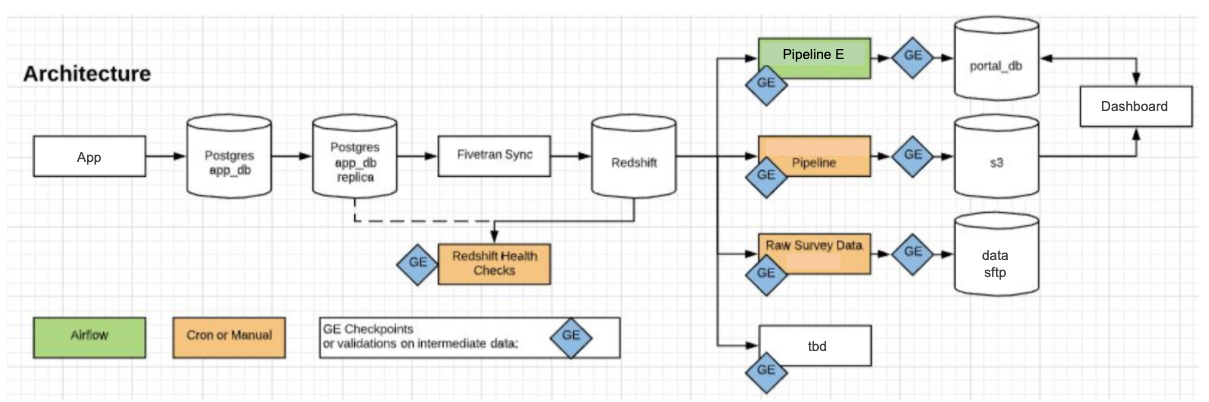 Architecture
App
Postgres
app_db
Postgres
app_db
replica
Fivetran Sync
Redshift
GE
Redshift Health
Checks
Pipeline E
GE
GE
portal_db
Dashboard
Pipeline
GE
GE
s3
Raw Survey Data
GE
GE
data
sftp
tbd
GE
Airflow
Cron or Manual
GE Checkpoints
or validations on intermediate data:
GE